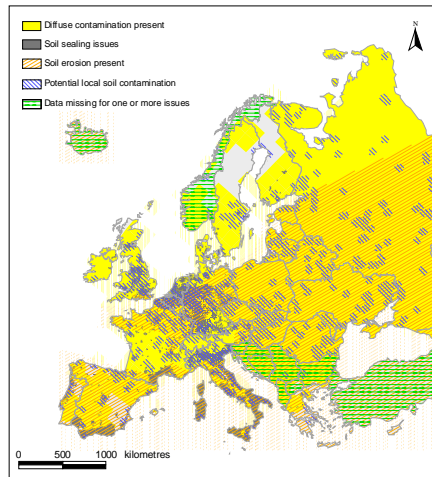 Diffuse contamination present
Soil sealing issues
Soil erosion present
Potential local soil contamination
Data missing for one or more issues
N
0 500 1000 kilometres